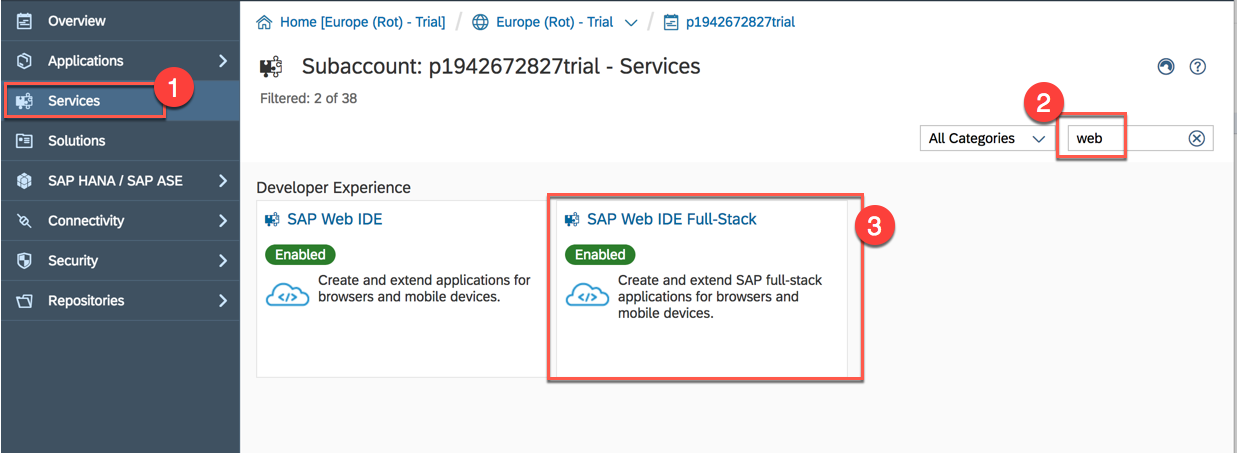 Overview
Applications
1
Services
Solutions
SAP HANA / SAP ASE
Connectivity
Security
Repositories
Home [Europe (Rot) - Trial] / Europe (Rot) - Trial / p1942672827trial
Subaccount: p1942672827trial - Services
Filtered: 2 of 38
2
All Categories
web
Developer Experience
SAP Web IDE
Enabled
Create and extend applications for
browsers and mobile devices.
SAP Web IDE Full-Stack
3
Enabled
Create and extend SAP full-stack
applications for browsers and
mobile devices.